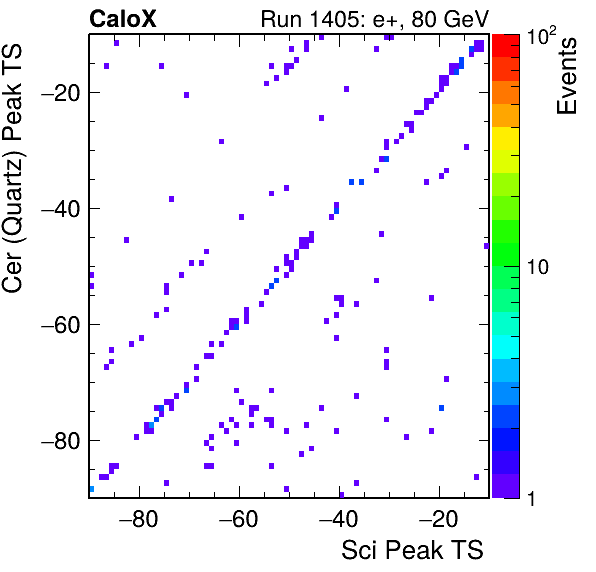 CaloX Run 1405: e+, 80 GeV
Cer (Quartz) Peak TS
−20
−40
−60
−80
−80 −60 −40 −20
Sci Peak TS
10²
10
1
Events